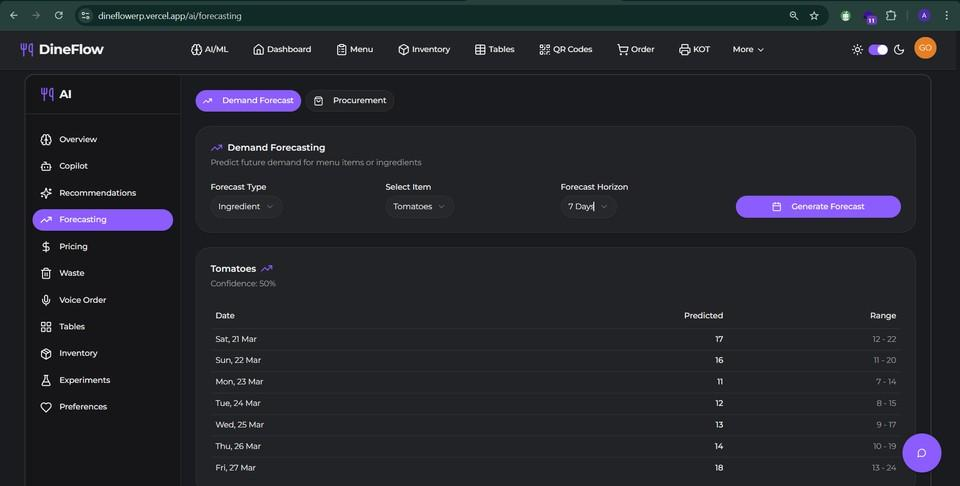 dineflowerp.vercel.app/ai/forecasting
11
A
DineFlow
AI/ML
Dashboard
Menu
Inventory
Tables
QR Codes
Order
KOT
More
GO
AI
Overview
Copilot
Recommendations
Forecasting
Pricing
Waste
Voice Order
Tables
Inventory
Experiments
Preferences
Demand Forecast
Procurement
Demand Forecasting
Predict future demand for menu items or ingredients
Forecast Type
Select Item
Forecast Horizon
Ingredient
Tomatoes
7 Days
Generate Forecast
Tomatoes
Confidence: 50%
Date Predicted Range
Sat, 21 Mar 17 12 - 22
Sun, 22 Mar 16 11 - 20
Mon, 23 Mar 11 7 - 14
Tue, 24 Mar 12 8 - 15
Wed, 25 Mar 13 9 - 17
Thu, 26 Mar 14 10 - 19
Fri, 27 Mar 18 13 - 24